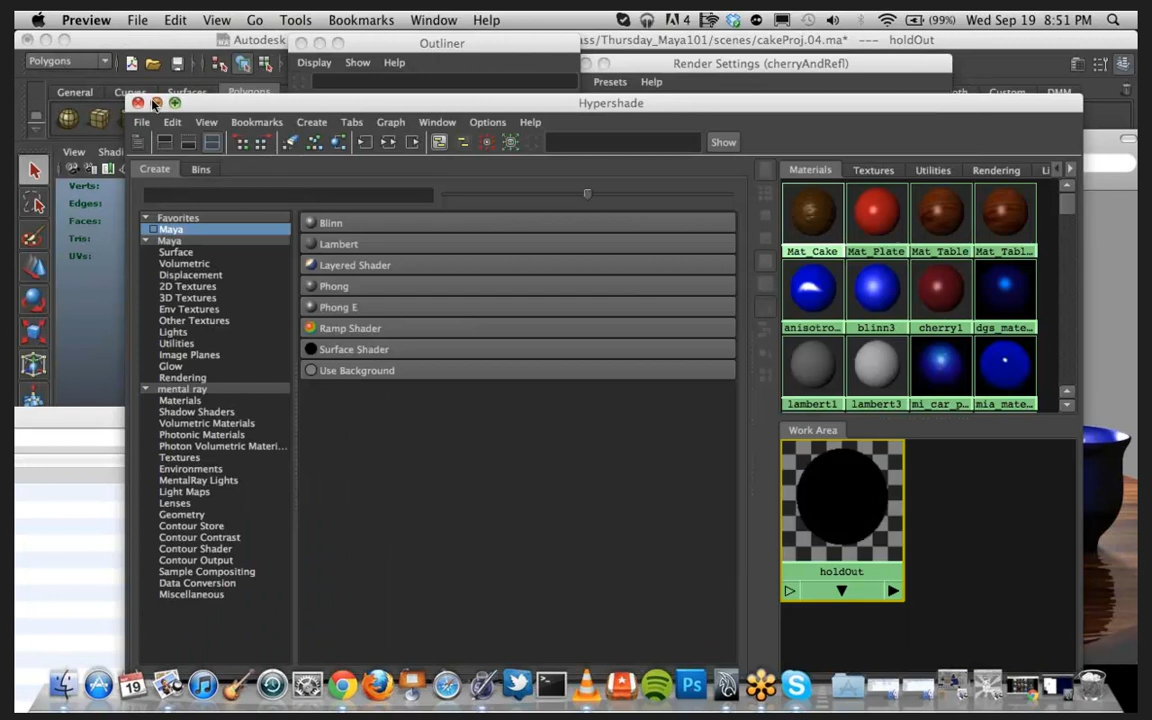 Preview File Edit View Go Tools Bookmarks Window Help 4 (99%) Wed Sep 19 8:51 PM
Autodesk Outliner ass/Thursday_Maya101/scenes/cakeProj.04.ma* --- holdOut
Polygons Display Show Help Render Settings (cherryAndRefl)
Presets Help
General Curves Surfaces Polygons Custom DMM
Hypershade
File Edit View Bookmarks Create Tabs Graph Window Options Help
Show
View Shadi
Create Bins
Materials Textures Utilities Rendering Li
Verts:
Edges:
Faces:
Tris:
UVs:
Favorites
Maya
Maya
Surface
Volumetric
Displacement
2D Textures
3D Textures
Env Textures
Other Textures
Lights
Utilities
Image Planes
Glow
Rendering
mental ray
Materials
Shadow Shaders
Volumetric Materials
Photonic Materials
Photon Volumetric Materi...
Textures
Environments
MentalRay Lights
Light Maps
Lenses
Geometry
Contour Store
Contour Contrast
Contour Shader
Contour Output
Sample Compositing
Data Conversion
Miscellaneous
Blinn
Lambert
Layered Shader
Phong
Phong E
Ramp Shader
Surface Shader
Use Background
Mat_Cake Mat_Plate Mat_Table Mat_Tabl...
anisotro... blinn3 cherry1 dgs_mate...
lambert1 lambert3 mi_car_p... mia_mate...
Work Area
holdOut
19
Ps